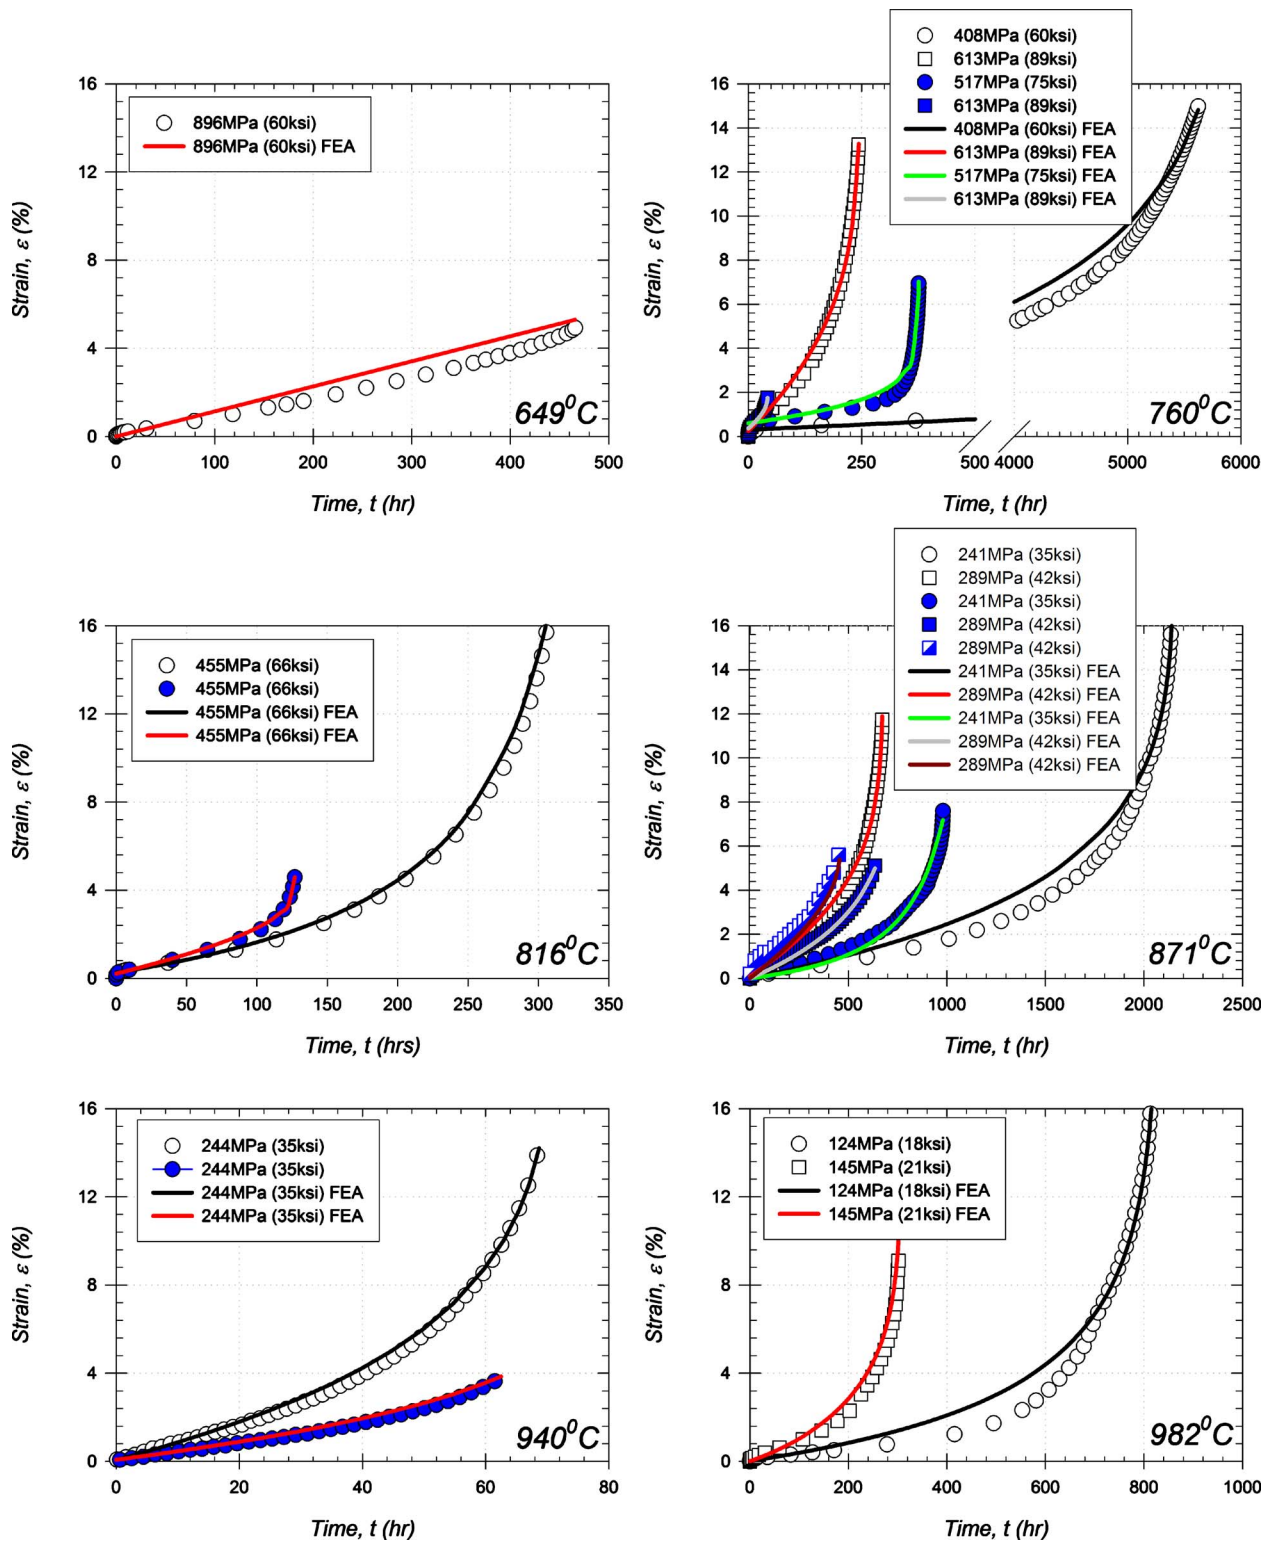 896MPa (60ksi)
896MPa (60ksi) FEA
16
12
8
4
0
Strain, ε (%)
649⁰C
0 100 200 300 400 500
Time, t (hr)
408MPa (60ksi)
613MPa (89ksi)
517MPa (75ksi)
613MPa (89ksi)
408MPa (60ksi) FEA
613MPa (89ksi) FEA
517MPa (75ksi) FEA
613MPa (89ksi) FEA
16
14
12
10
8
6
4
2
0
Strain, ε (%)
760⁰C
0 250 500 4000 5000 6000
Time, t (hr)
455MPa (66ksi)
455MPa (66ksi)
455MPa (66ksi) FEA
455MPa (66ksi) FEA
16
12
8
4
0
Strain, ε (%)
816⁰C
0 50 100 150 200 250 300 350
Time, t (hrs)
241MPa (35ksi)
289MPa (42ksi)
241MPa (35ksi)
289MPa (42ksi)
289MPa (42ksi)
241MPa (35ksi) FEA
289MPa (42ksi) FEA
241MPa (35ksi) FEA
289MPa (42ksi) FEA
289MPa (42ksi) FEA
16
14
12
10
8
6
4
2
0
Strain, ε (%)
871⁰C
0 500 1000 1500 2000 2500
Time, t (hr)
244MPa (35ksi)
244MPa (35ksi)
244MPa (35ksi) FEA
244MPa (35ksi) FEA
16
12
8
4
0
Strain, ε (%)
940⁰C
0 20 40 60 80
Time, t (hr)
124MPa (18ksi)
145MPa (21ksi)
124MPa (18ksi) FEA
145MPa (21ksi) FEA
16
12
8
4
0
Strain, ε (%)
982⁰C
0 200 400 600 800 1000
Time, t (hr)